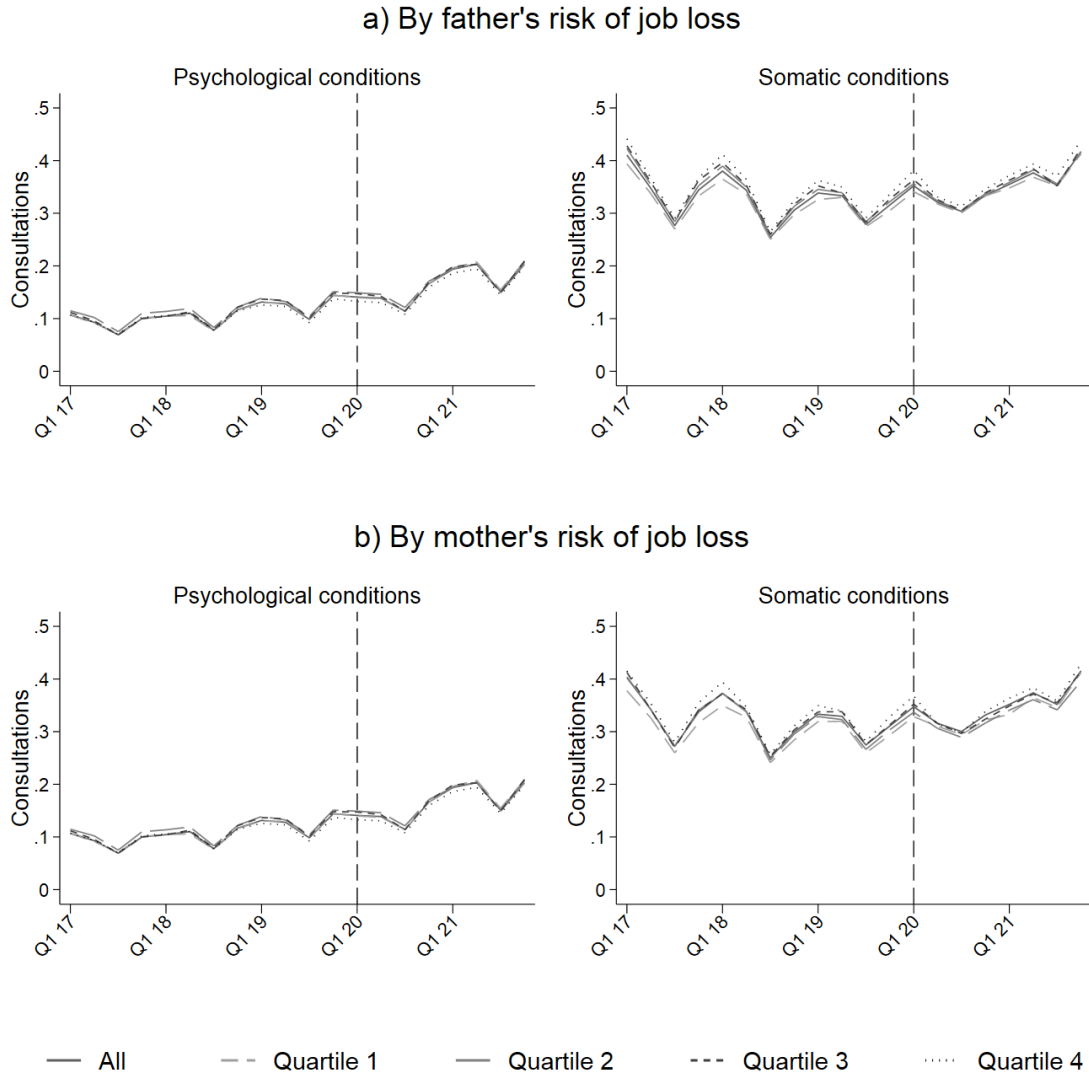 a) By father's risk of job loss
Psychological conditions
Consultations
.5
.4
.3
.2
.1
0
Q1 17
Q1 18
Q1 19
Q1 20
Q1 21
Somatic conditions
Consultations
.5
.4
.3
.2
.1
0
Q1 17
Q1 18
Q1 19
Q1 20
Q1 21
b) By mother's risk of job loss
Psychological conditions
Consultations
.5
.4
.3
.2
.1
0
Q1 17
Q1 18
Q1 19
Q1 20
Q1 21
Somatic conditions
Consultations
.5
.4
.3
.2
.1
0
Q1 17
Q1 18
Q1 19
Q1 20
Q1 21
All
Quartile 1
Quartile 2
Quartile 3
Quartile 4